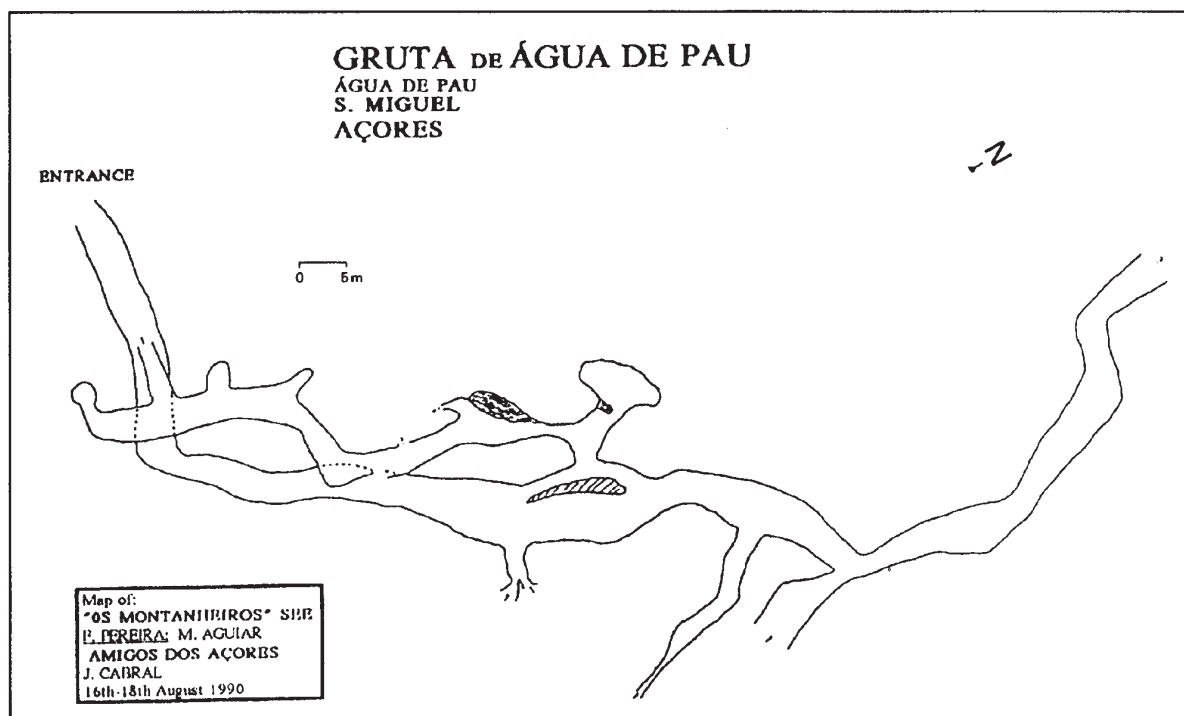 GRUTA DE ÁGUA DE PAU
ÁGUA DE PAU
S. MIGUEL
AÇORES
N
ENTRANCE
0 5m
Map of:
"OS MONTANHEIROS" SEE
P. PEREIRA; M. AGUIAR
AMIGOS DOS AÇORES
J. CABRAL
16th-18th August 1990